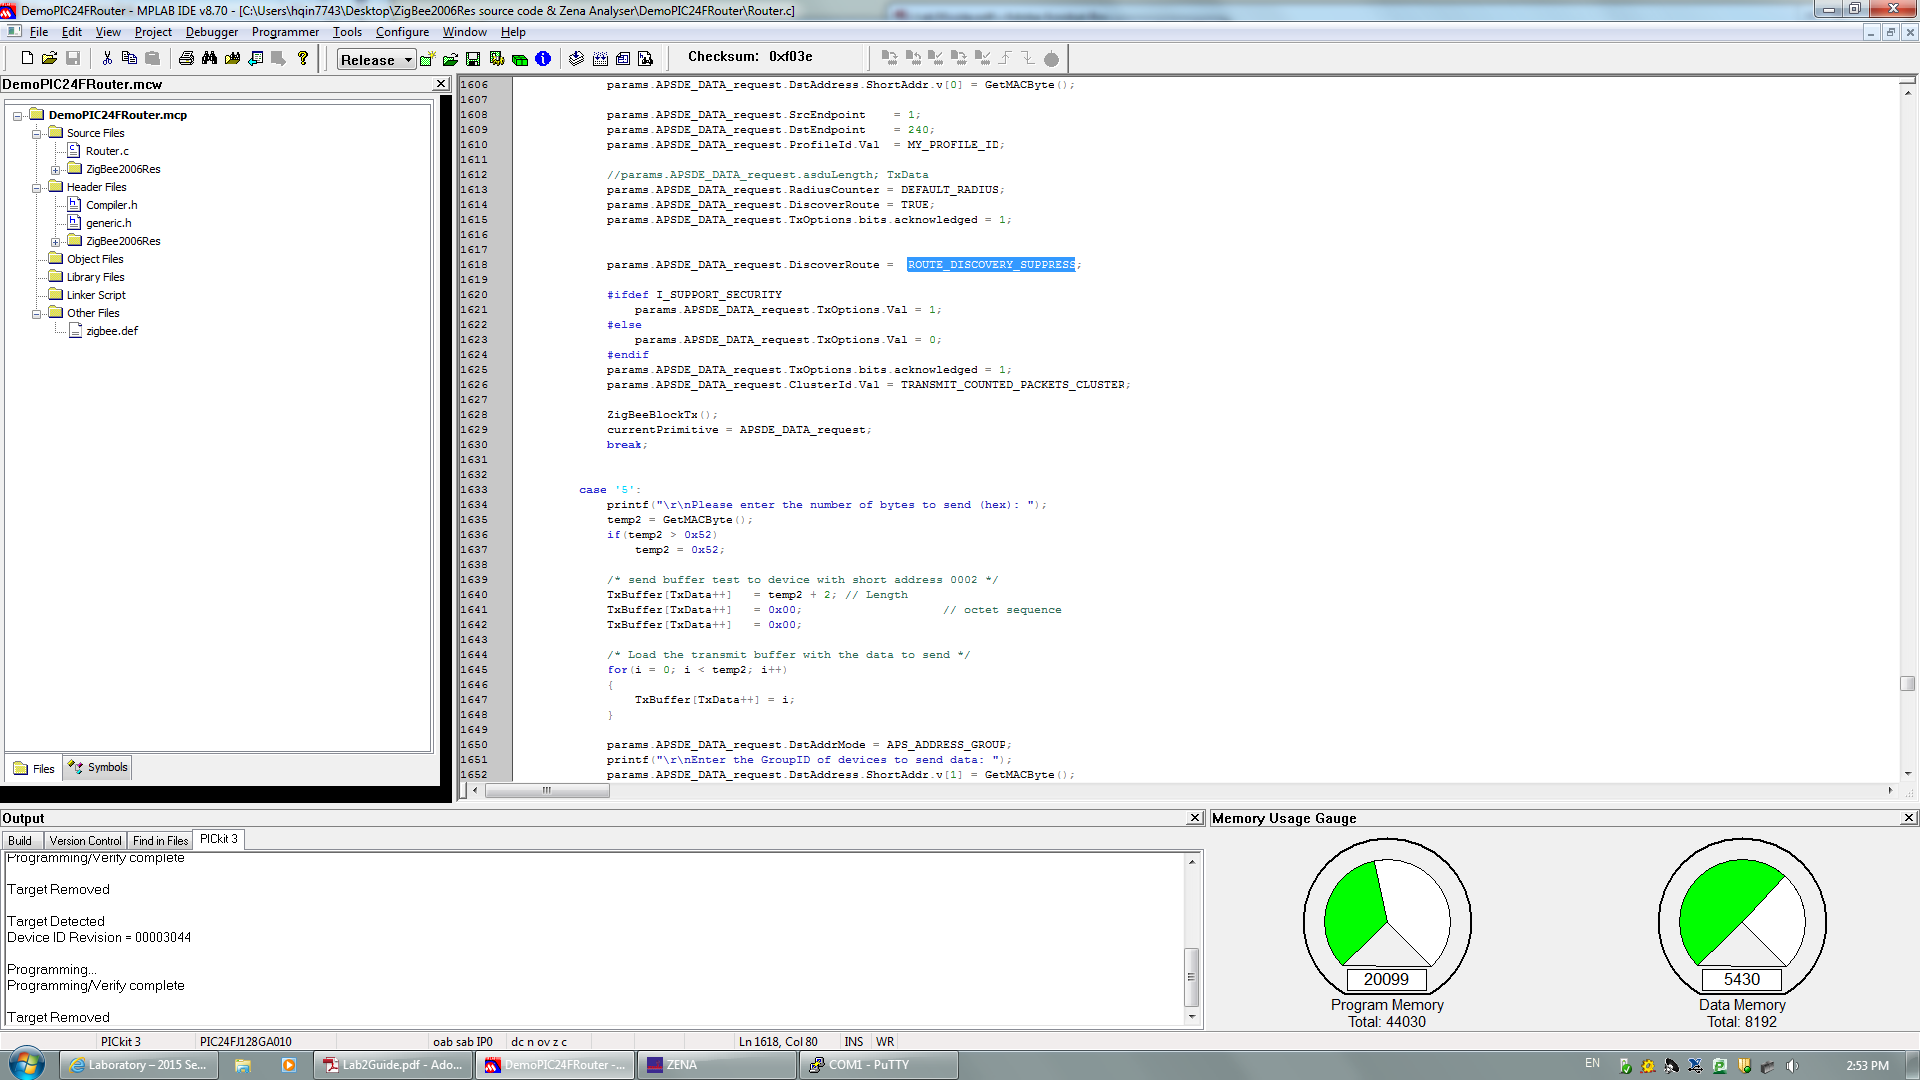 DemoPIC24FRouter - MPLAB IDE v8.70 - [C:\Users\hqin7743\Desktop\ZigBee2006Res source code & Zena Analyser\DemoPIC24FRouter\Router.c]
File Edit View Project Debugger Programmer Tools Configure Window Help
Release Checksum: 0xf03e
DemoPIC24FRouter.mcw
DemoPIC24FRouter.mcp
Source Files
Router.c
ZigBee2006Res
Header Files
Compiler.h
generic.h
ZigBee2006Res
Object Files
Library Files
Linker Script
Other Files
zigbee.def
Files Symbols
1606 params.APSDE_DATA_request.DstAddress.ShortAddr.v[0] = GetMACByte();
1607
1608 params.APSDE_DATA_request.SrcEndpoint = 1;
1609 params.APSDE_DATA_request.DstEndpoint = 240;
1610 params.APSDE_DATA_request.ProfileId.Val = MY_PROFILE_ID;
1611
1612 //params.APSDE_DATA_request.asduLength; TxData
1613 params.APSDE_DATA_request.RadiusCounter = DEFAULT_RADIUS;
1614 params.APSDE_DATA_request.DiscoverRoute = TRUE;
1615 params.APSDE_DATA_request.TxOptions.bits.acknowledged = 1;
1616
1617
1618 params.APSDE_DATA_request.DiscoverRoute = ROUTE_DISCOVERY_SUPPRESS;
1619
1620 #ifdef I_SUPPORT_SECURITY
1621 params.APSDE_DATA_request.TxOptions.Val = 1;
1622 #else
1623 params.APSDE_DATA_request.TxOptions.Val = 0;
1624 #endif
1625 params.APSDE_DATA_request.TxOptions.bits.acknowledged = 1;
1626 params.APSDE_DATA_request.ClusterId.Val = TRANSMIT_COUNTED_PACKETS_CLUSTER;
1627
1628 ZigBeeBlockTx();
1629 currentPrimitive = APSDE_DATA_request;
1630 break;
1631
1632
1633 case '5':
1634 printf("\r\nPlease enter the number of bytes to send (hex): ");
1635 temp2 = GetMACByte();
1636 if(temp2 > 0x52)
1637 temp2 = 0x52;
1638
1639 /* send buffer test to device with short address 0002 */
1640 TxBuffer[TxData++] = temp2 + 2; // Length
1641 TxBuffer[TxData++] = 0x00; // octet sequence
1642 TxBuffer[TxData++] = 0x00;
1643
1644 /* Load the transmit buffer with the data to send */
1645 for(i = 0; i < temp2; i++)
1646 {
1647 TxBuffer[TxData++] = i;
1648 }
1649
1650 params.APSDE_DATA_request.DstAddrMode = APS_ADDRESS_GROUP;
1651 printf("\r\nEnter the GroupID of devices to send data: ");
1652 params.APSDE_DATA_request.DstAddress.ShortAddr.v[1] = GetMACByte();
Output
Build Version Control Find in Files PICkit 3
Programming/Verify complete
Target Removed
Target Detected
Device ID Revision = 00003044
Programming...
Programming/Verify complete
Target Removed
Memory Usage Gauge
20099
Program Memory
Total: 44030
5430
Data Memory
Total: 8192
PICkit 3 PIC24FJ128GA010 oab sab IP0 dc n ov z c Ln 1618, Col 80 INS WR
Laboratory – 2015 Se... Lab2Guide.pdf - Ado... DemoPIC24FRouter -... ZENA COM1 - PuTTY EN 2:53 PM